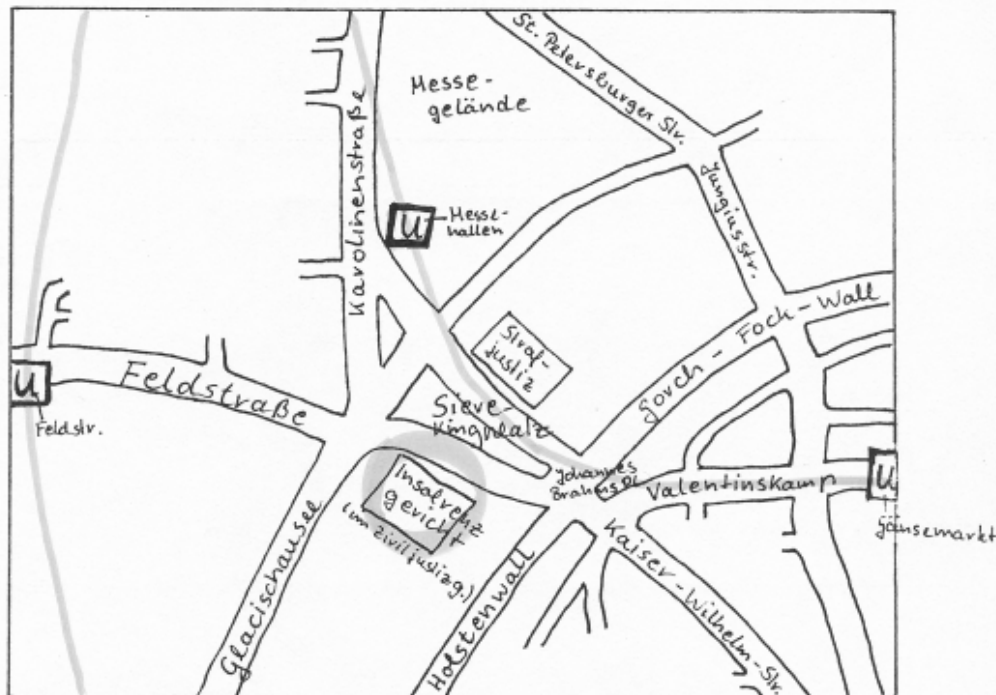 St. Petersburger Str.
Messe-
gelände
Karolinenstraße
Jungiusstr.
U
Messe-
hallen
Gorch-Fock-Wall
Straf-
justiz
Feldstraße
U
Feldstr.
Sieve-
kingplatz
Johannes
Brahms Pl.
Valentinskamp
U
Gänsemarkt
Insolvenz
gericht
(im Ziviljustizg.)
Glacischausee
Holstenwall
Kaiser-Wilhelm-Str.